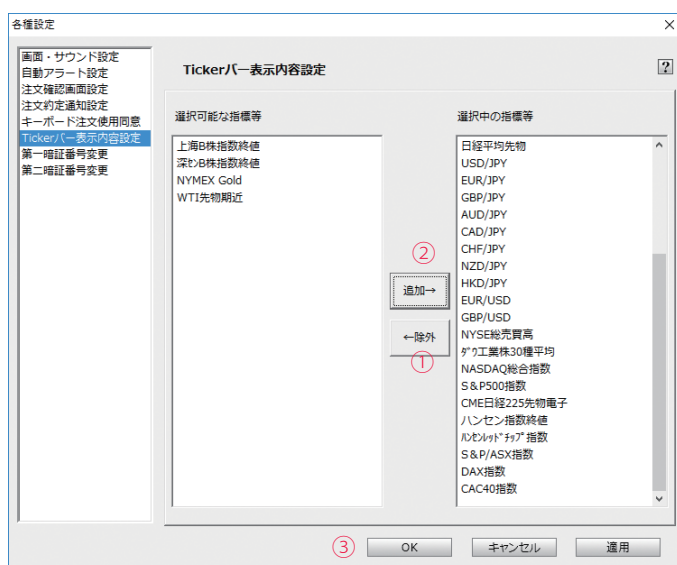 各種設定
×
画面・サウンド設定
自動アラート設定
注文確認画面設定
注文約定通知設定
キーボード注文使用同意
Tickerバー表示内容設定
第一暗証番号変更
第二暗証番号変更
Tickerバー表示内容設定
?
選択可能な指標等
上海B株指数終値
深ｾﾝB株指数終値
NYMEX Gold
WTI先物期近
②
追加→
←除外
①
選択中の指標等
日経平均先物
USD/JPY
EUR/JPY
GBP/JPY
AUD/JPY
CAD/JPY
CHF/JPY
NZD/JPY
HKD/JPY
EUR/USD
GBP/USD
NYSE総売買高
ﾀﾞｳ工業株30種平均
NASDAQ総合指数
S&P500指数
CME日経225先物電子
ハンセン指数終値
ﾊﾝｾﾝﾚｯﾄﾞﾁｯﾌﾟ指数
S&P/ASX指数
DAX指数
CAC40指数
③ OK キャンセル 適用